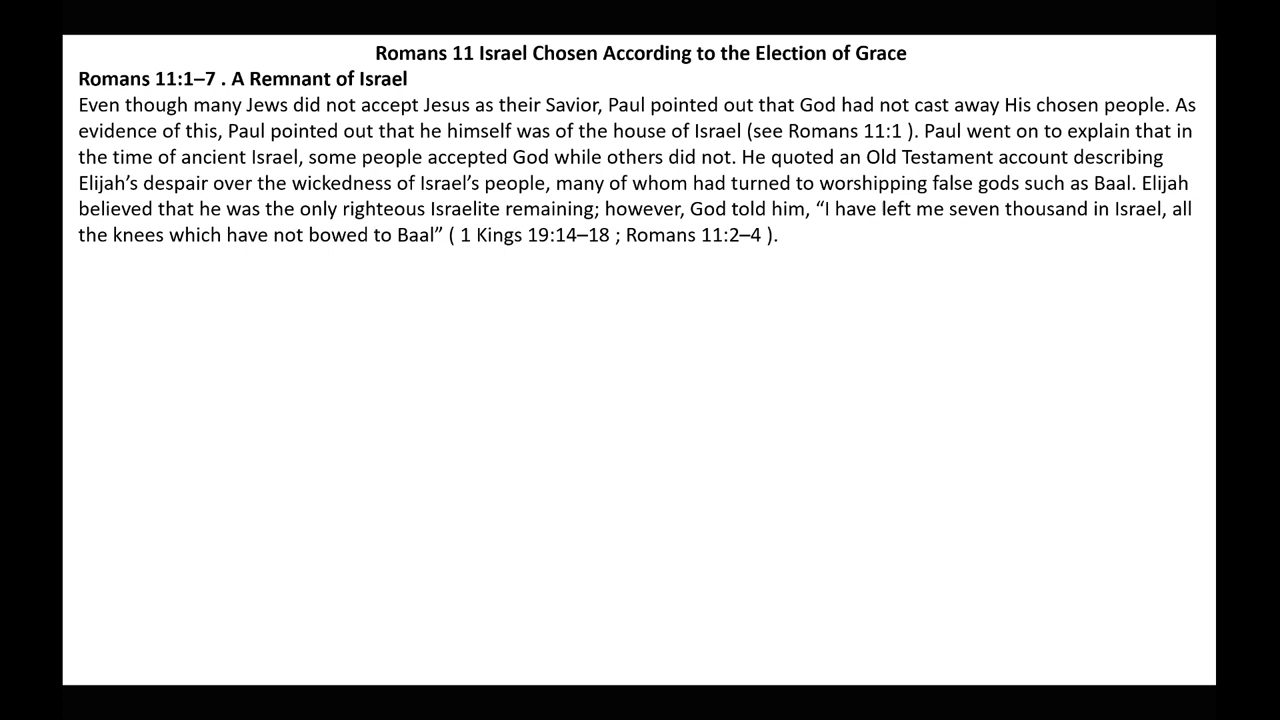 Romans 11 Israel Chosen According to the Election of Grace
Romans 11:1–7 . A Remnant of Israel
Even though many Jews did not accept Jesus as their Savior, Paul pointed out that God had not cast away His chosen people. As
evidence of this, Paul pointed out that he himself was of the house of Israel (see Romans 11:1 ). Paul went on to explain that in
the time of ancient Israel, some people accepted God while others did not. He quoted an Old Testament account describing
Elijah’s despair over the wickedness of Israel’s people, many of whom had turned to worshipping false gods such as Baal. Elijah
believed that he was the only righteous Israelite remaining; however, God told him, “I have left me seven thousand in Israel, all
the knees which have not bowed to Baal” ( 1 Kings 19:14–18 ; Romans 11:2–4 ).